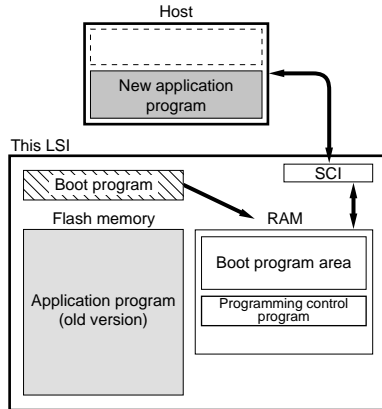 Host
New application
program
This LSI
SCI
Boot program
Flash memory
RAM
Boot program area
Application program
(old version)
Programming control
program